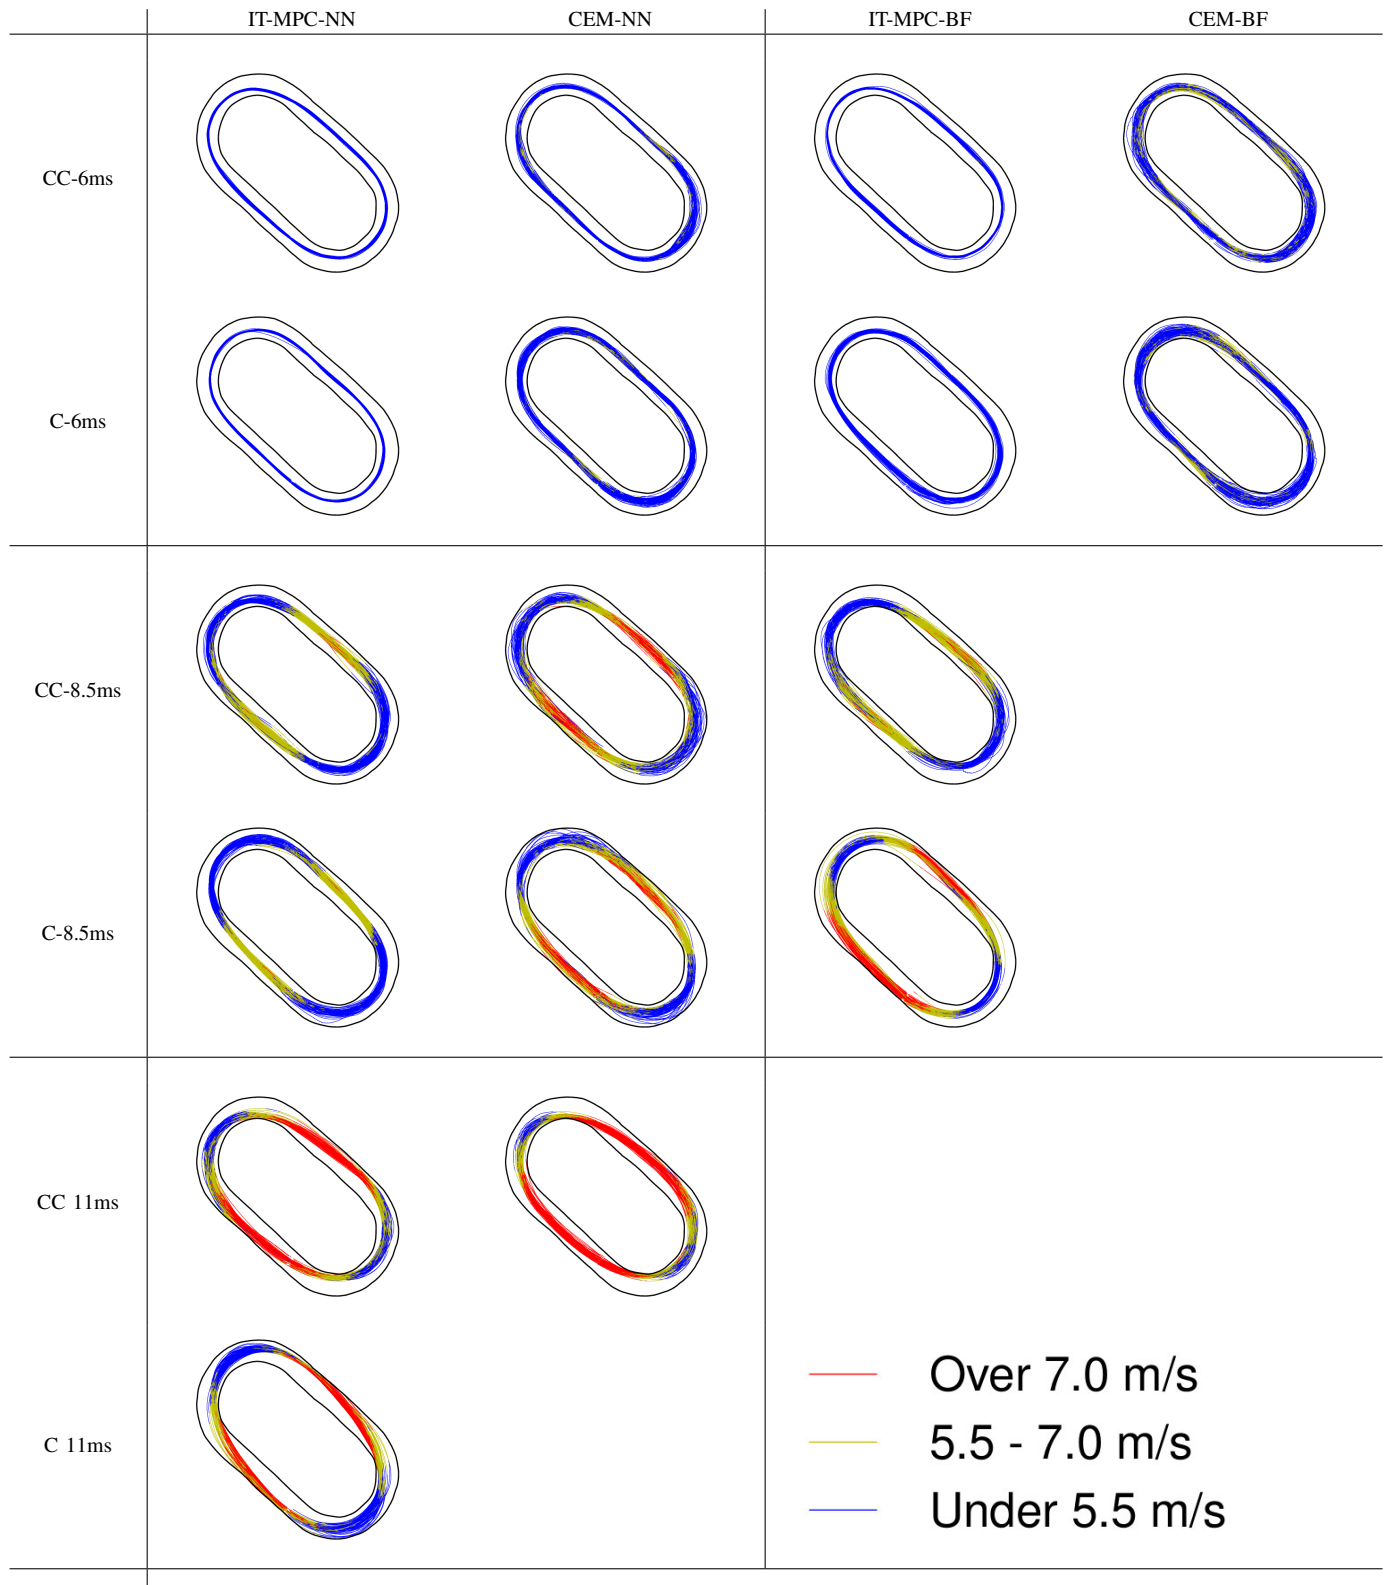 IT-MPC-NN CEM-NN IT-MPC-BF CEM-BF
CC-6ms
C-6ms
CC-8.5ms
C-8.5ms
CC 11ms
C 11ms
Over 7.0 m/s
5.5 - 7.0 m/s
Under 5.5 m/s